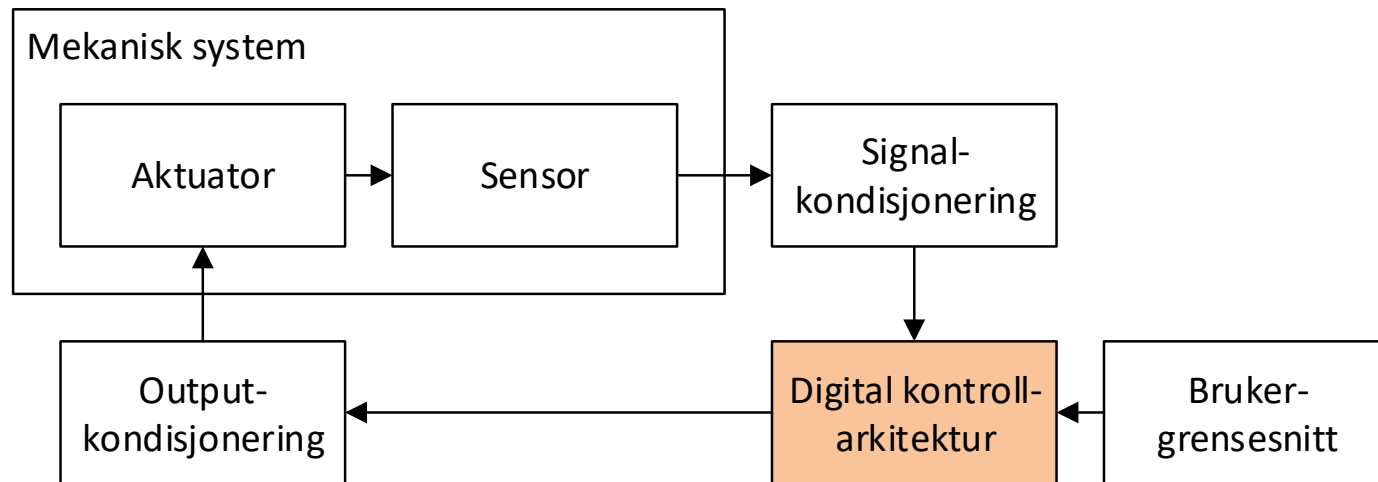 Mekanisk system
Aktuator
Sensor
Signal-
kondisjonering
Output-
kondisjonering
Digital kontroll-
arkitektur
Bruker-
grensesnitt